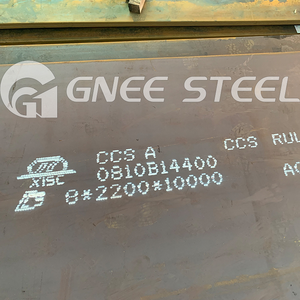 GNEE STEEL
CCS A CCS RUL
0810B14400
XISC
8*2200*10000 AC